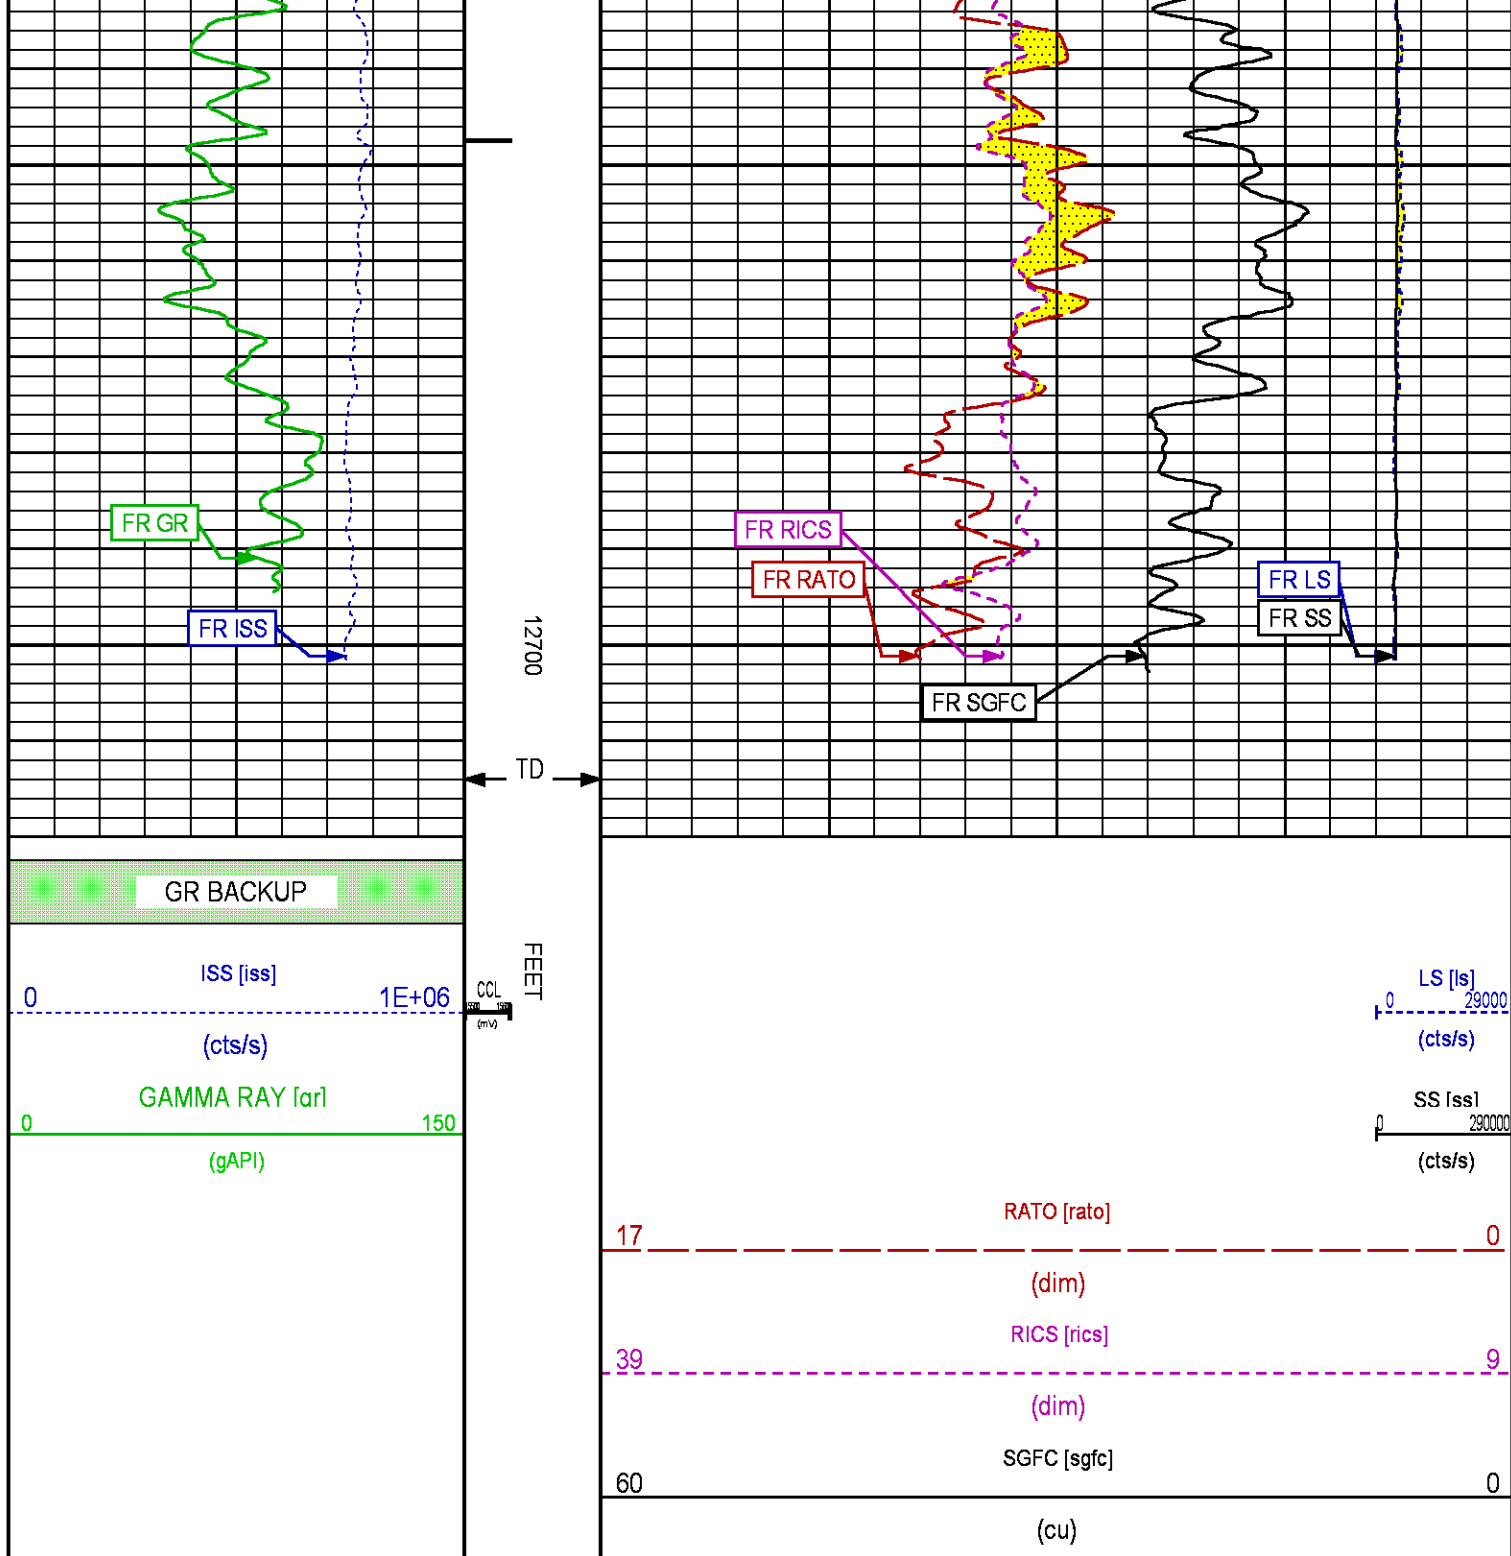 FR GR
FR RICS
FR RATO
FR LS
FR SS
FR ISS
12700
FR SGFC
TD
GR BACKUP
FEET
ISS [iss]
0 1E+06
(cts/s)
CCL
(mV)
LS [ls]
0 29000
(cts/s)
GAMMA RAY [gr]
0 150
(gAPI)
SS [ss]
0 290000
(cts/s)
RATO [rato]
17 0
(dim)
RICS [rics]
39 9
(dim)
SGFC [sgfc]
60 0
(cu)